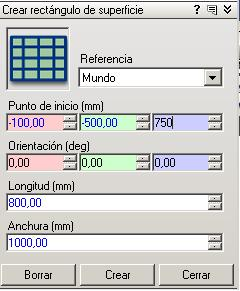 Crear rectángulo de superficie ?
Referencia
Mundo
Punto de inicio (mm)
-100,00 -500,00 750
Orientación (deg)
0,00 0,00 0,00
Longitud (mm)
800,00
Anchura (mm)
1000,00
Borrar Crear Cerrar